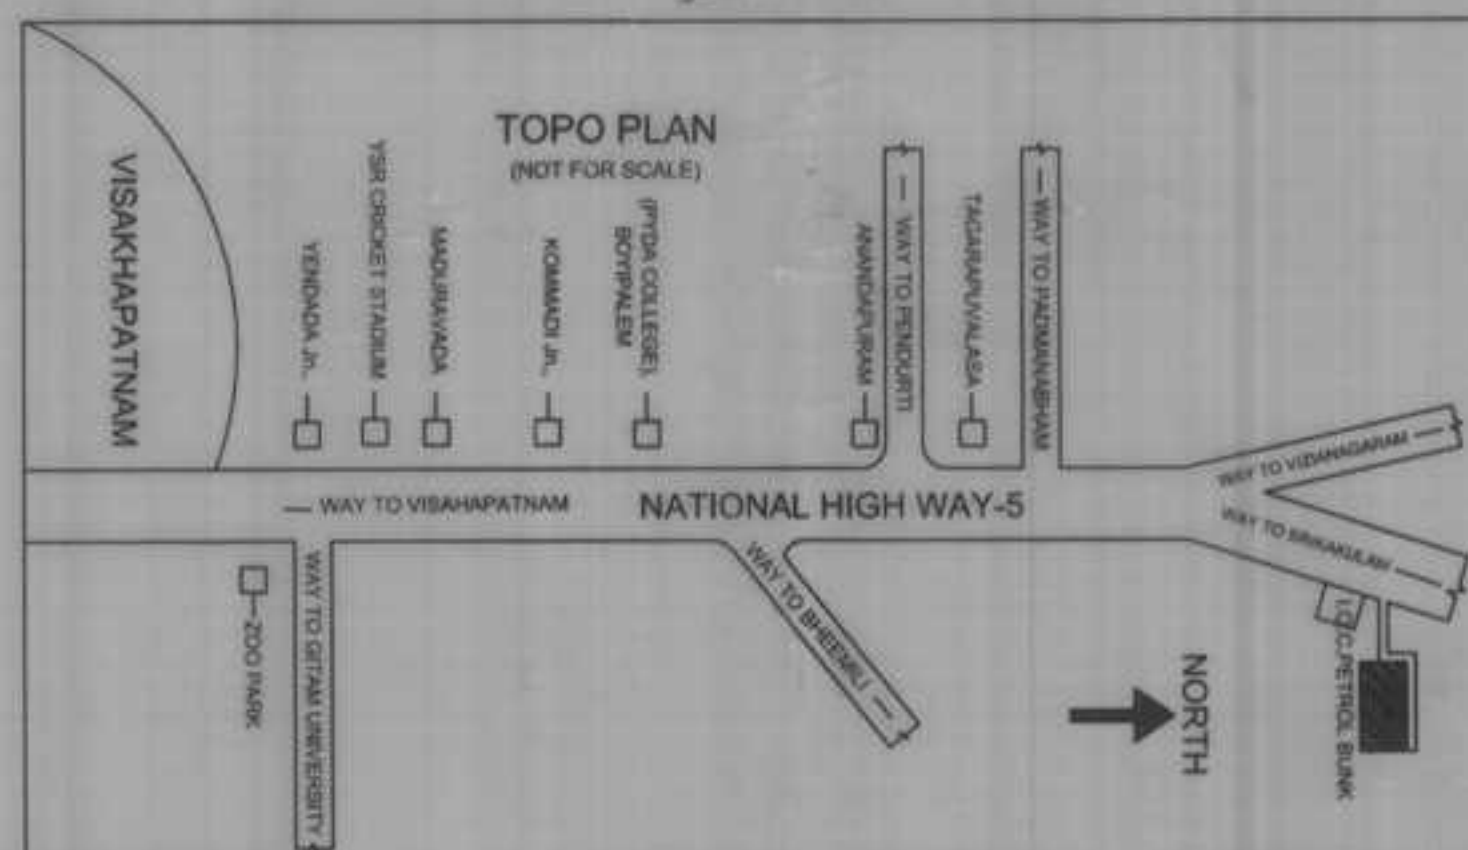 TOPO PLAN
(NOT FOR SCALE)
VISAKHAPATNAM
YENDADA Jn..
YSR CRICKET STADIUM
MADURAVADA
KOMMADI Jn..
(PYDA COLLEGE).
BOYIPALEM
ANANDAPURAM
WAY TO PENDURTI
TAGARAPUVALASA
WAY TO PADMANABHAM
WAY TO VIZIANAGARAM
WAY TO SRIKAKULAM
WAY TO VISAHAPATNAM
NATIONAL HIGH WAY-5
ZOO PARK
WAY TO GITAM UNIVERSITY
WAY TO BHEEMILI
NORTH
I.O.C.PETROL BUNK